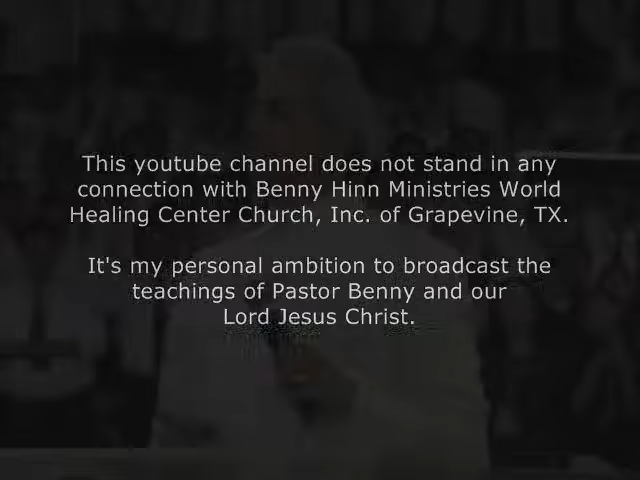 This youtube channel does not stand in any
connection with Benny Hinn Ministries World
Healing Center Church, Inc. of Grapevine, TX.
It's my personal ambition to broadcast the
teachings of Pastor Benny and our
Lord Jesus Christ.